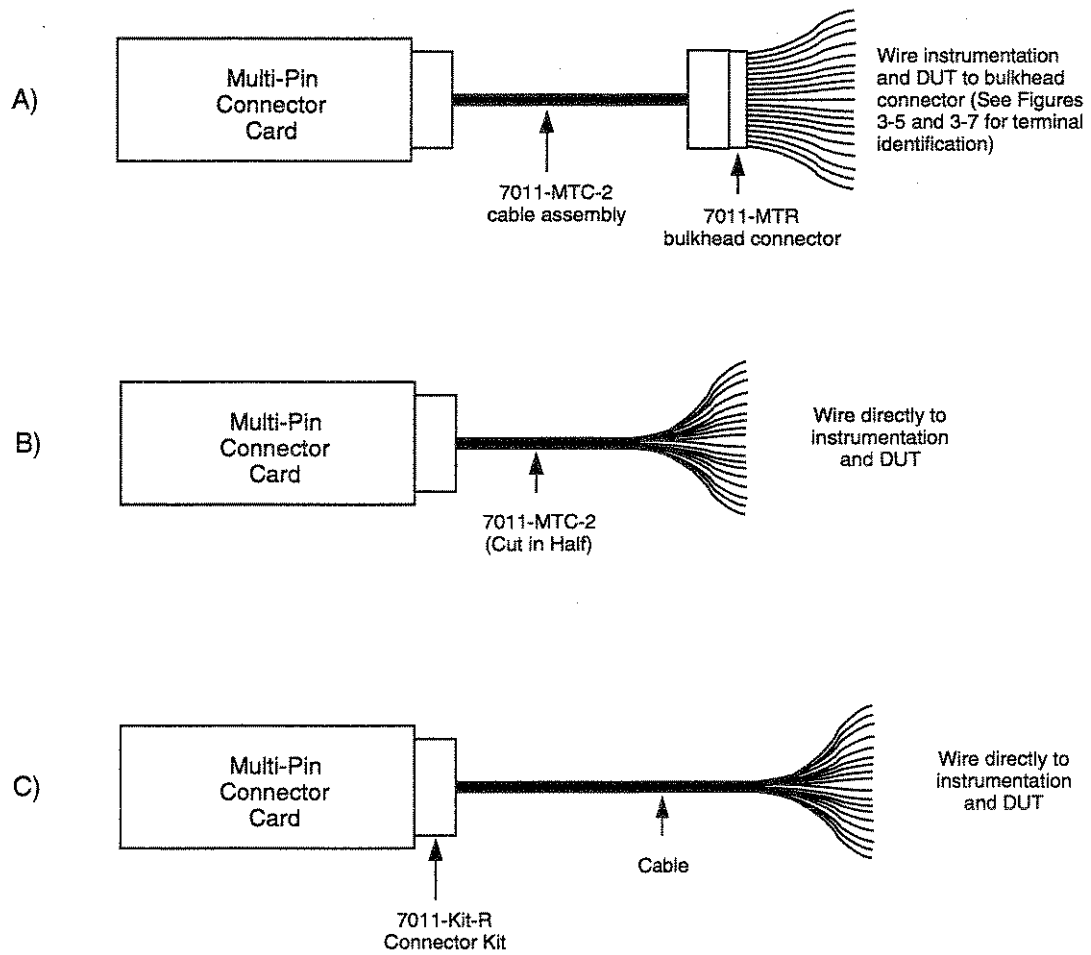 A)
Multi-Pin
Connector
Card
7011-MTC-2
cable assembly
7011-MTR
bulkhead connector
Wire instrumentation
and DUT to bulkhead
connector (See Figures
3-5 and 3-7 for terminal
identification)
B)
Multi-Pin
Connector
Card
7011-MTC-2
(Cut in Half)
Wire directly to
instrumentation
and DUT
C)
Multi-Pin
Connector
Card
7011-Kit-R
Connector Kit
Cable
Wire directly to
instrumentation
and DUT